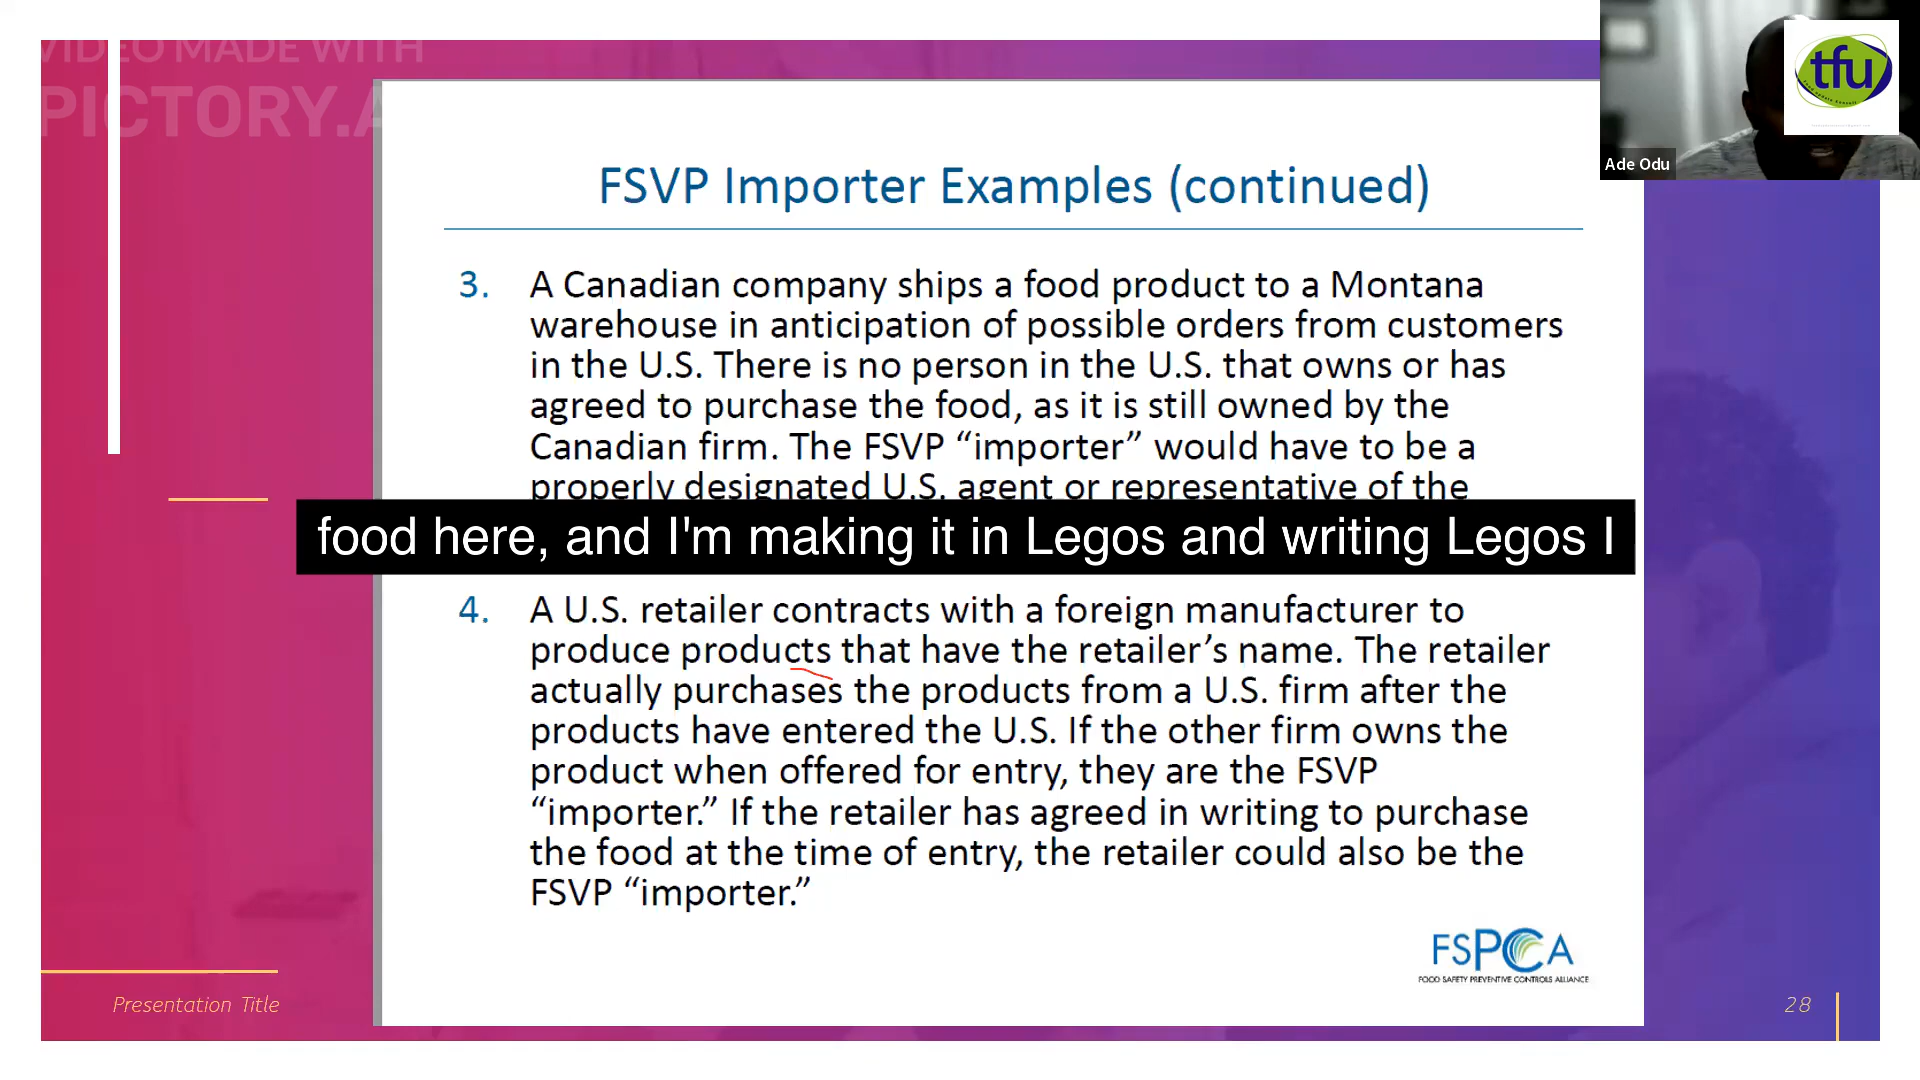 VIDEO MADE WITH
PICTORY.A
tfu
Ade Odu
FSVP Importer Examples (continued)
3. A Canadian company ships a food product to a Montana
warehouse in anticipation of possible orders from customers
in the U.S. There is no person in the U.S. that owns or has
agreed to purchase the food, as it is still owned by the
Canadian firm. The FSVP “importer” would have to be a
properly designated U.S. agent or representative of the
food here, and I'm making it in Legos and writing Legos I
4. A U.S. retailer contracts with a foreign manufacturer to
produce products that have the retailer’s name. The retailer
actually purchases the products from a U.S. firm after the
products have entered the U.S. If the other firm owns the
product when offered for entry, they are the FSVP
“importer.” If the retailer has agreed in writing to purchase
the food at the time of entry, the retailer could also be the
FSVP “importer.”
FSPCA
FOOD SAFETY PREVENTIVE CONTROLS ALLIANCE
Presentation Title
28